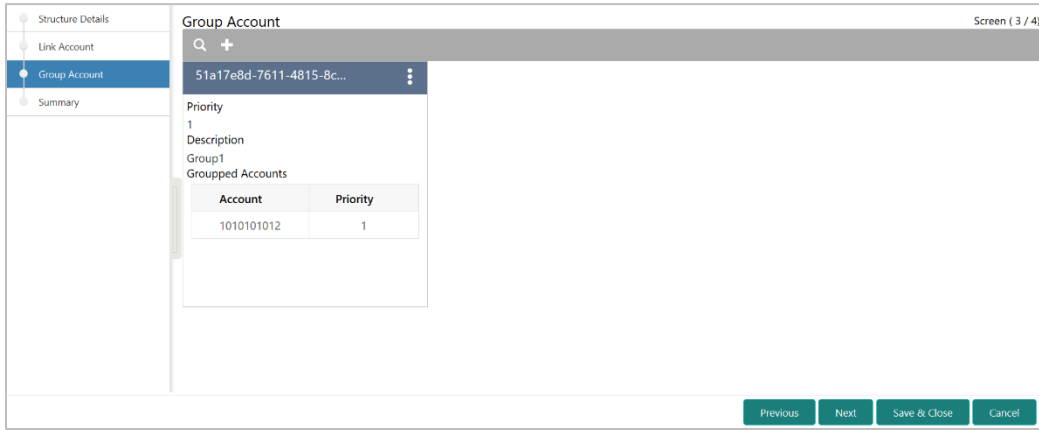 Structure Details
Link Account
Group Account
Summary
Group Account
Screen ( 3 / 4)
51a17e8d-7611-4815-8c...
Priority
1
Description
Group1
Groupped Accounts
Account Priority
1010101012 1
Previous Next Save & Close Cancel